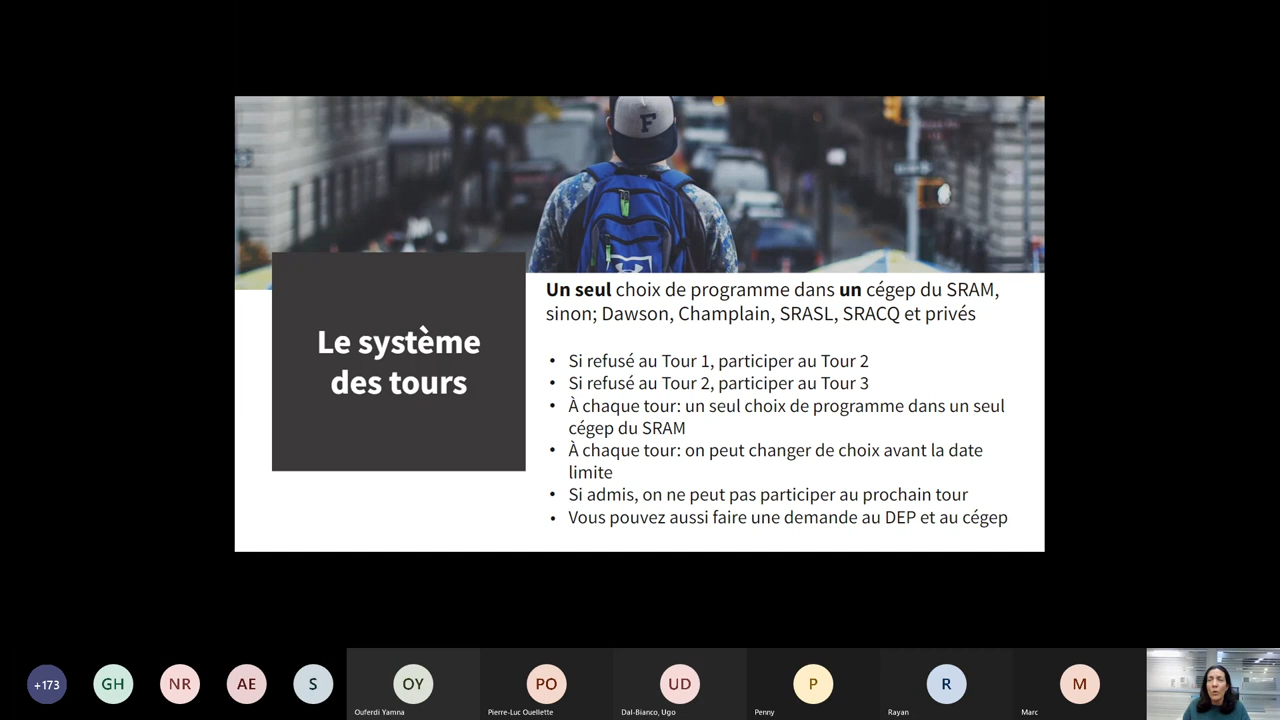 F
Le système
des tours
Un seul choix de programme dans un cégep du SRAM,
sinon; Dawson, Champlain, SRASL, SRACQ et privés
• Si refusé au Tour 1, participer au Tour 2
• Si refusé au Tour 2, participer au Tour 3
• À chaque tour: un seul choix de programme dans un seul
cégep du SRAM
• À chaque tour: on peut changer de choix avant la date
limite
• Si admis, on ne peut pas participer au prochain tour
• Vous pouvez aussi faire une demande au DEP et au cégep
+173
GH
NR
AE
S
OY
PO
UD
P
R
M
Ouferdi Yamna
Pierre-Luc Ouellette
Dal-Bianco, Ugo
Penny
Rayan
Marc